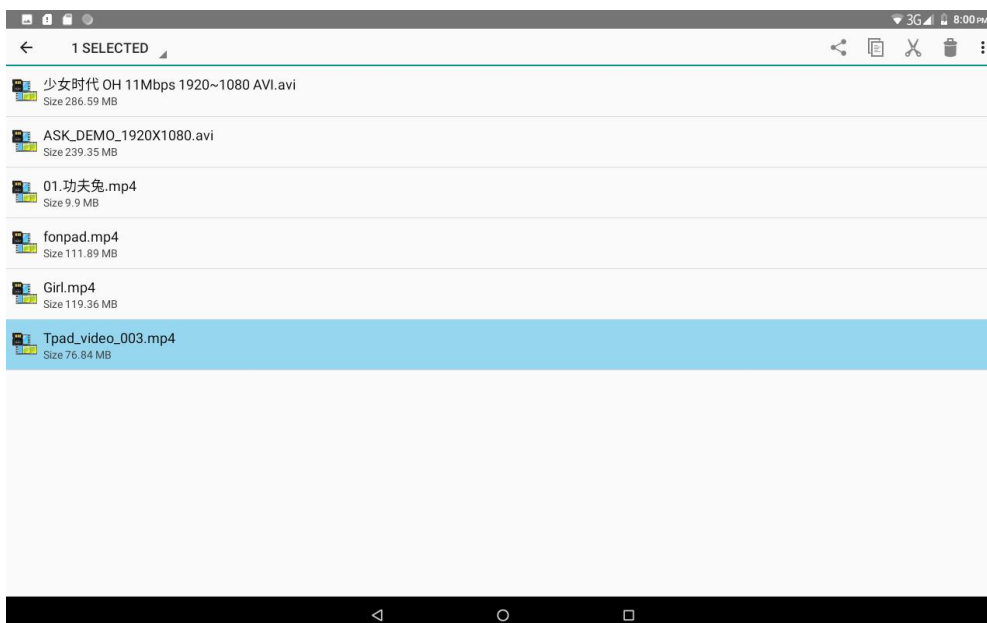 3G 8:00 PM
1 SELECTED
少女时代 OH 11Mbps 1920~1080 AVI.avi
Size 286.59 MB
ASK_DEMO_1920X1080.avi
Size 239.35 MB
01.功夫兔.mp4
Size 9.9 MB
fonpad.mp4
Size 111.89 MB
Girl.mp4
Size 119.36 MB
Tpad_video_003.mp4
Size 76.84 MB